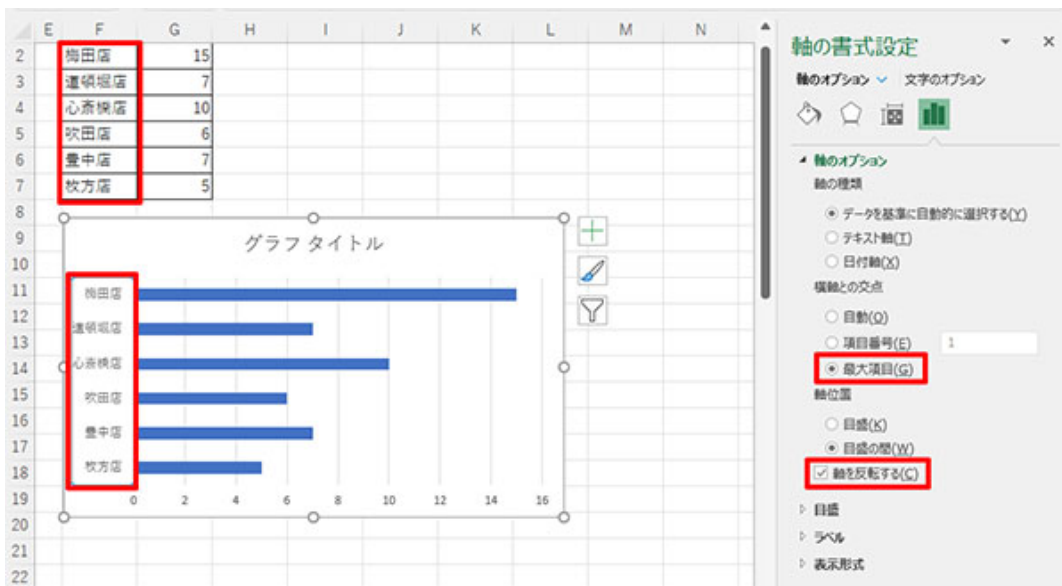 E F G H I J K L M N
2 梅田店 15
3 道頓堀店 7
4 心斎橋店 10
5 吹田店 6
6 豊中店 7
7 枚方店 5
8
9
10
11
12
13
14
15
16
17
18
19
20
21
22
グラフ タイトル
梅田店
道頓堀店
心斎橋店
吹田店
豊中店
枚方店
0 2 4 6 8 10 12 14 16
軸の書式設定
軸のオプション 文字のオプション
軸のオプション
軸の種類
データを基準に自動的に選択する(Y)
テキスト軸(T)
日付軸(X)
横軸との交点
自動(O)
項目番号(E) 1
最大項目(G)
軸位置
目盛(K)
目盛の間(W)
軸を反転する(C)
目盛
ラベル
表示形式